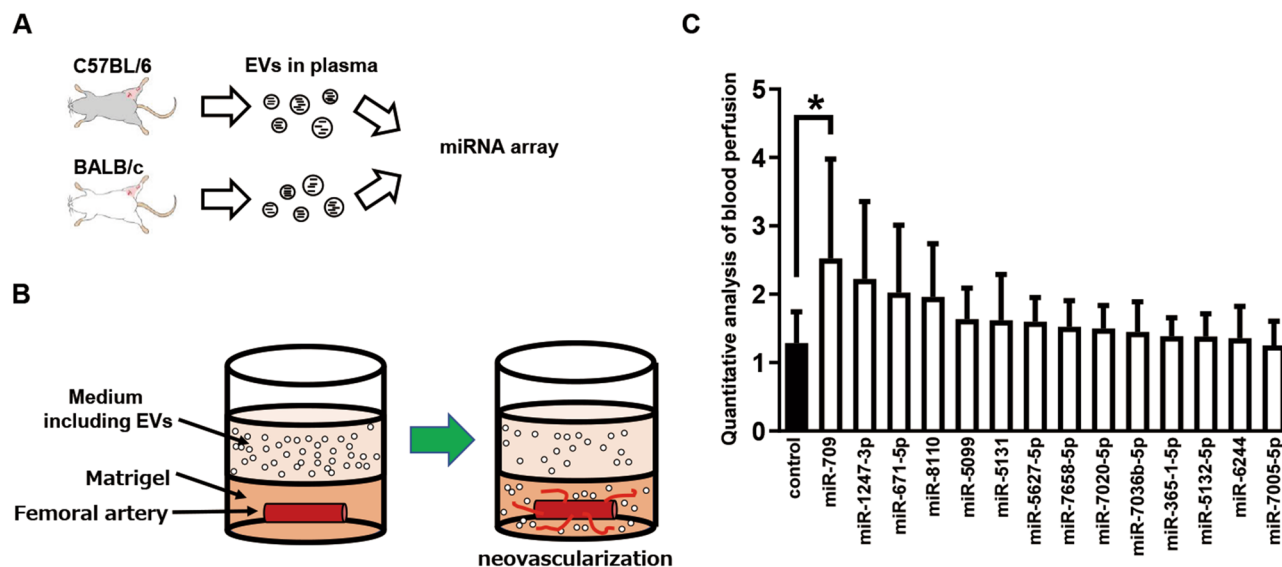 A
C57BL/6
EVs in plasma
BALB/c
miRNA array
B
Medium
including EVs
Matrigel
Femoral artery
neovascularization
C
Quantitative analysis of blood perfusion
5
4
3
2
1
0
*
control
miR-709
miR-1247-3p
miR-671-5p
miR-8110
miR-5099
miR-5131
miR-5627-5p
miR-7658-5p
miR-7020-5p
miR-7036b-5p
miR-365-1-5p
miR-5132-5p
miR-6244
miR-7005-5p